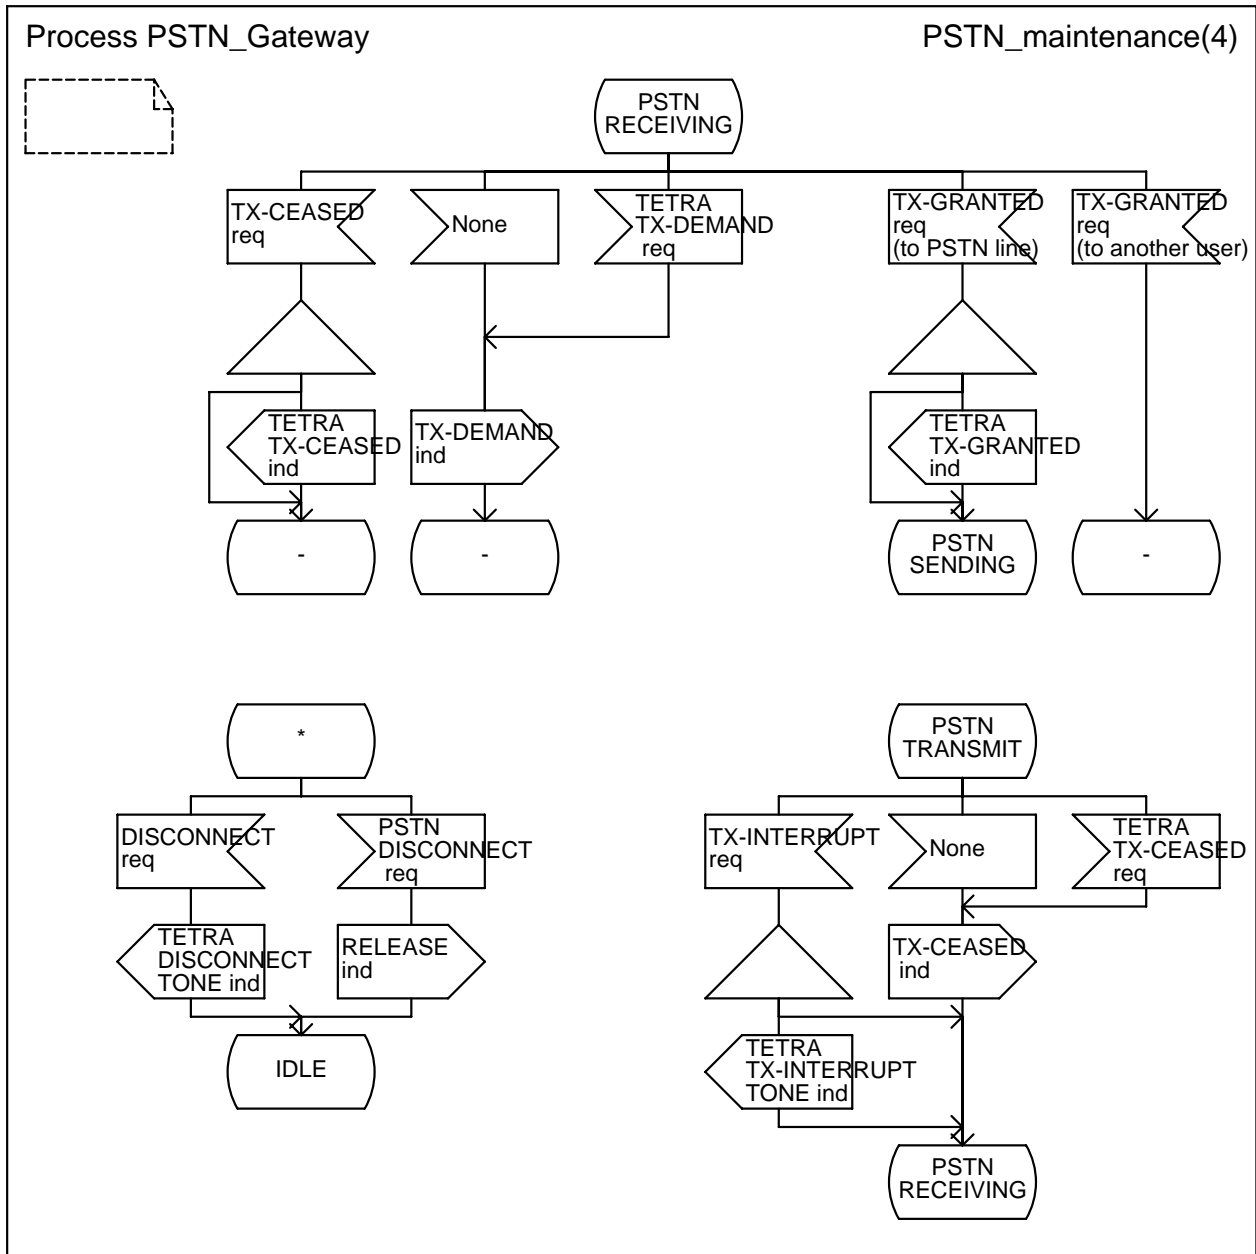 Process PSTN_Gateway
PSTN_maintenance(4)
PSTN
RECEIVING
TX-CEASED
req
None
TETRA
TX-DEMAND
req
TX-GRANTED
req
(to PSTN line)
TX-GRANTED
req
(to another user)
TETRA
TX-CEASED
ind
TX-DEMAND
ind
TETRA
TX-GRANTED
ind
-
-
PSTN
SENDING
-
*
PSTN
TRANSMIT
DISCONNECT
req
PSTN
DISCONNECT
req
TX-INTERRUPT
req
None
TETRA
TX-CEASED
req
TETRA
DISCONNECT
TONE ind
RELEASE
ind
TX-CEASED
ind
IDLE
TETRA
TX-INTERRUPT
TONE ind
PSTN
RECEIVING